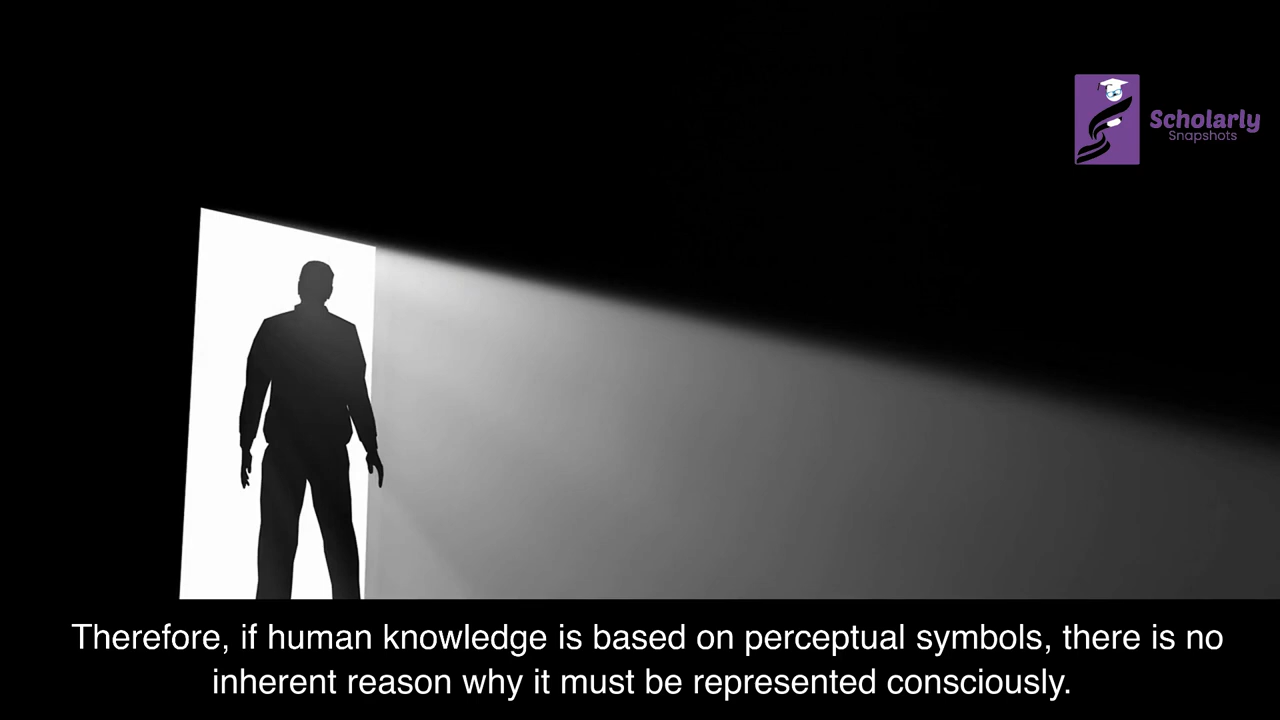 Scholarly
Snapshots
Therefore, if human knowledge is based on perceptual symbols, there is no
inherent reason why it must be represented consciously.